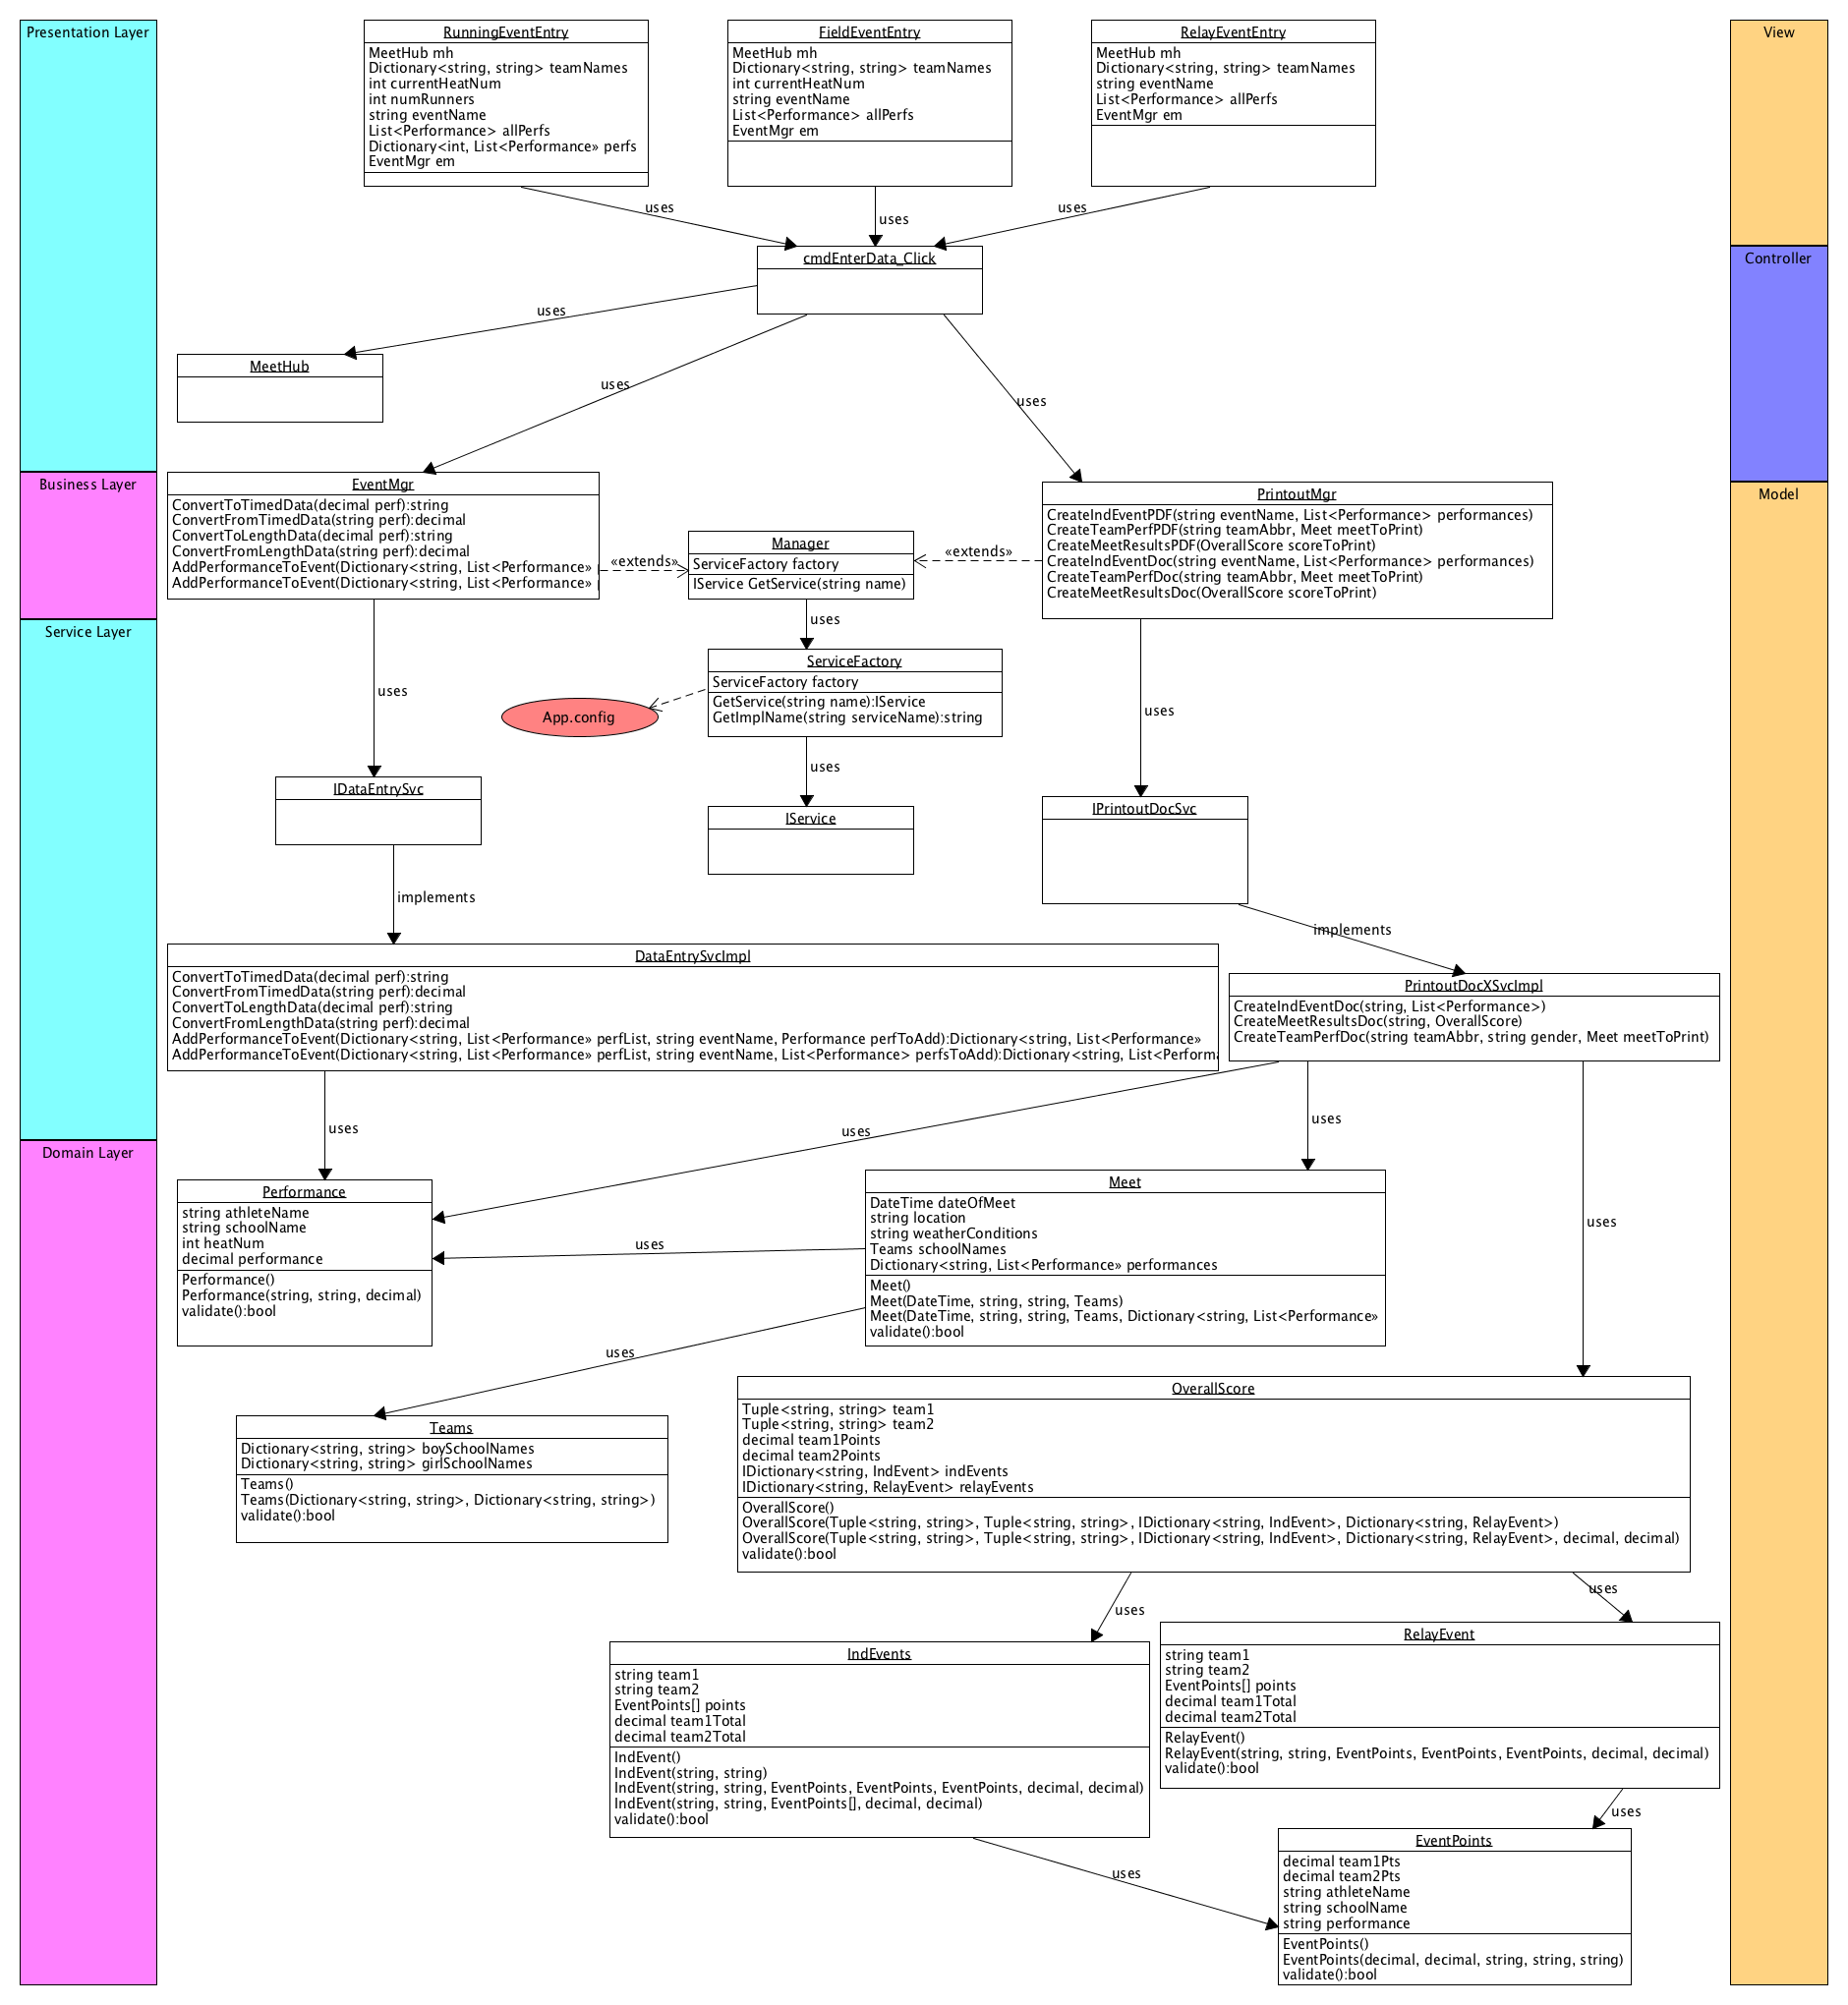 Presentation Layer
View
RunningEventEntry
MeetHub mh
Dictionary<string, string> teamNames
int currentHeatNum
int numRunners
string eventName
List<Performance> allPerfs
Dictionary<int, List<Performance» perfs
EventMgr em
FieldEventEntry
MeetHub mh
Dictionary<string, string> teamNames
int currentHeatNum
string eventName
List<Performance> allPerfs
EventMgr em
RelayEventEntry
MeetHub mh
Dictionary<string, string> teamNames
string eventName
List<Performance> allPerfs
EventMgr em
uses
uses
uses
cmdEnterData_Click
Controller
uses
uses
uses
MeetHub
Business Layer
Model
EventMgr
ConvertToTimedData(decimal perf):string
ConvertFromTimedData(string perf):decimal
ConvertToLengthData(decimal perf):string
ConvertFromLengthData(string perf):decimal
AddPerformanceToEvent(Dictionary<string, List<Performance» 
AddPerformanceToEvent(Dictionary<string, List<Performance» 
«extends»
Manager
ServiceFactory factory
IService GetService(string name)
«extends»
PrintoutMgr
CreateIndEventPDF(string eventName, List<Performance> performances)
CreateTeamPerfPDF(string teamAbbr, Meet meetToPrint)
CreateMeetResultsPDF(OverallScore scoreToPrint)
CreateIndEventDoc(string eventName, List<Performance> performances)
CreateTeamPerfDoc(string teamAbbr, Meet meetToPrint)
CreateMeetResultsDoc(OverallScore scoreToPrint)
Service Layer
uses
uses
uses
ServiceFactory
ServiceFactory factory
GetService(string name):IService
GetImplName(string serviceName):string
App.config
uses
IDataEntrySvc
IService
IPrintoutDocSvc
implements
implements
DataEntrySvcImpl
ConvertToTimedData(decimal perf):string
ConvertFromTimedData(string perf):decimal
ConvertToLengthData(decimal perf):string
ConvertFromLengthData(string perf):decimal
AddPerformanceToEvent(Dictionary<string, List<Performance» perfList, string eventName, Performance perfToAdd):Dictionary<string, List<Performance»
AddPerformanceToEvent(Dictionary<string, List<Performance» perfList, string eventName, List<Performance> perfsToAdd):Dictionary<string, List<Performa
PrintoutDocXSvcImpl
CreateIndEventDoc(string, List<Performance>)
CreateMeetResultsDoc(string, OverallScore)
CreateTeamPerfDoc(string teamAbbr, string gender, Meet meetToPrint)
uses
uses
uses
uses
Domain Layer
Performance
string athleteName
string schoolName
int heatNum
decimal performance
Performance()
Performance(string, string, decimal)
validate():bool
uses
Meet
DateTime dateOfMeet
string location
string weatherConditions
Teams schoolNames
Dictionary<string, List<Performance» performances
Meet()
Meet(DateTime, string, string, Teams)
Meet(DateTime, string, string, Teams, Dictionary<string, List<Performance»
validate():bool
uses
Teams
Dictionary<string, string> boySchoolNames
Dictionary<string, string> girlSchoolNames
Teams()
Teams(Dictionary<string, string>, Dictionary<string, string>)
validate():bool
OverallScore
Tuple<string, string> team1
Tuple<string, string> team2
decimal team1Points
decimal team2Points
IDictionary<string, IndEvent> indEvents
IDictionary<string, RelayEvent> relayEvents
OverallScore()
OverallScore(Tuple<string, string>, Tuple<string, string>, IDictionary<string, IndEvent>, Dictionary<string, RelayEvent>)
OverallScore(Tuple<string, string>, Tuple<string, string>, IDictionary<string, IndEvent>, Dictionary<string, RelayEvent>, decimal, decimal)
validate():bool
uses
uses
IndEvents
string team1
string team2
EventPoints[] points
decimal team1Total
decimal team2Total
IndEvent()
IndEvent(string, string)
IndEvent(string, string, EventPoints, EventPoints, EventPoints, decimal, decimal)
IndEvent(string, string, EventPoints[], decimal, decimal)
validate():bool
RelayEvent
string team1
string team2
EventPoints[] points
decimal team1Total
decimal team2Total
RelayEvent()
RelayEvent(string, string, EventPoints, EventPoints, EventPoints, decimal, decimal)
validate():bool
uses
uses
EventPoints
decimal team1Pts
decimal team2Pts
string athleteName
string schoolName
string performance
EventPoints()
EventPoints(decimal, decimal, string, string, string)
validate():bool